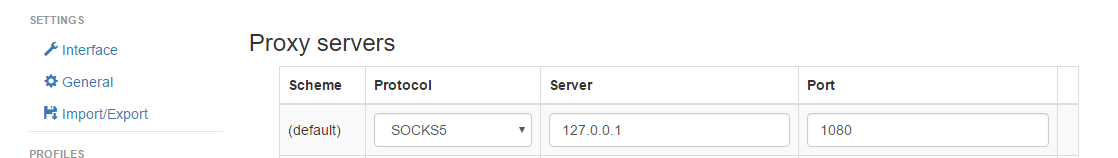 SETTINGS
Interface
General
Import/Export
PROFILES
Proxy servers
Scheme Protocol Server Port
(default) SOCKS5 127.0.0.1 1080